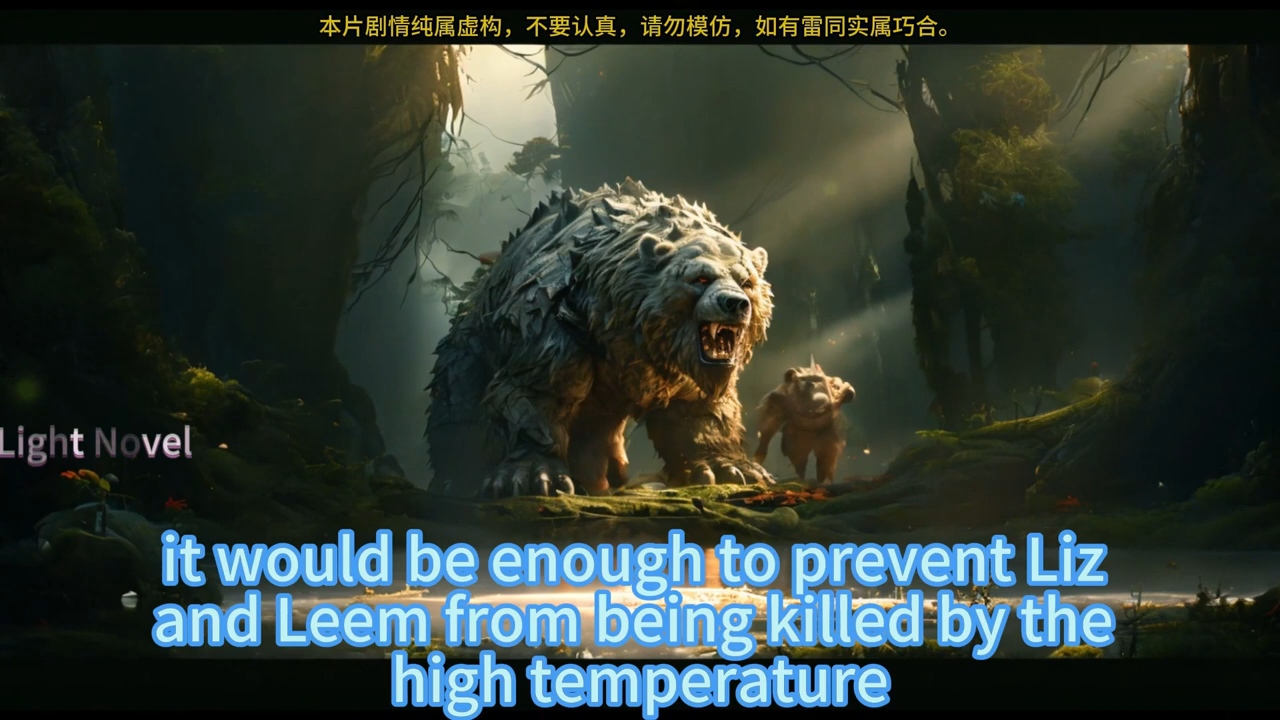 本片剧情纯属虚构，不要认真，请勿模仿，如有雷同实属巧合。
Light Novel
it would be enough to prevent Liz
and Leem from being killed by the
high temperature